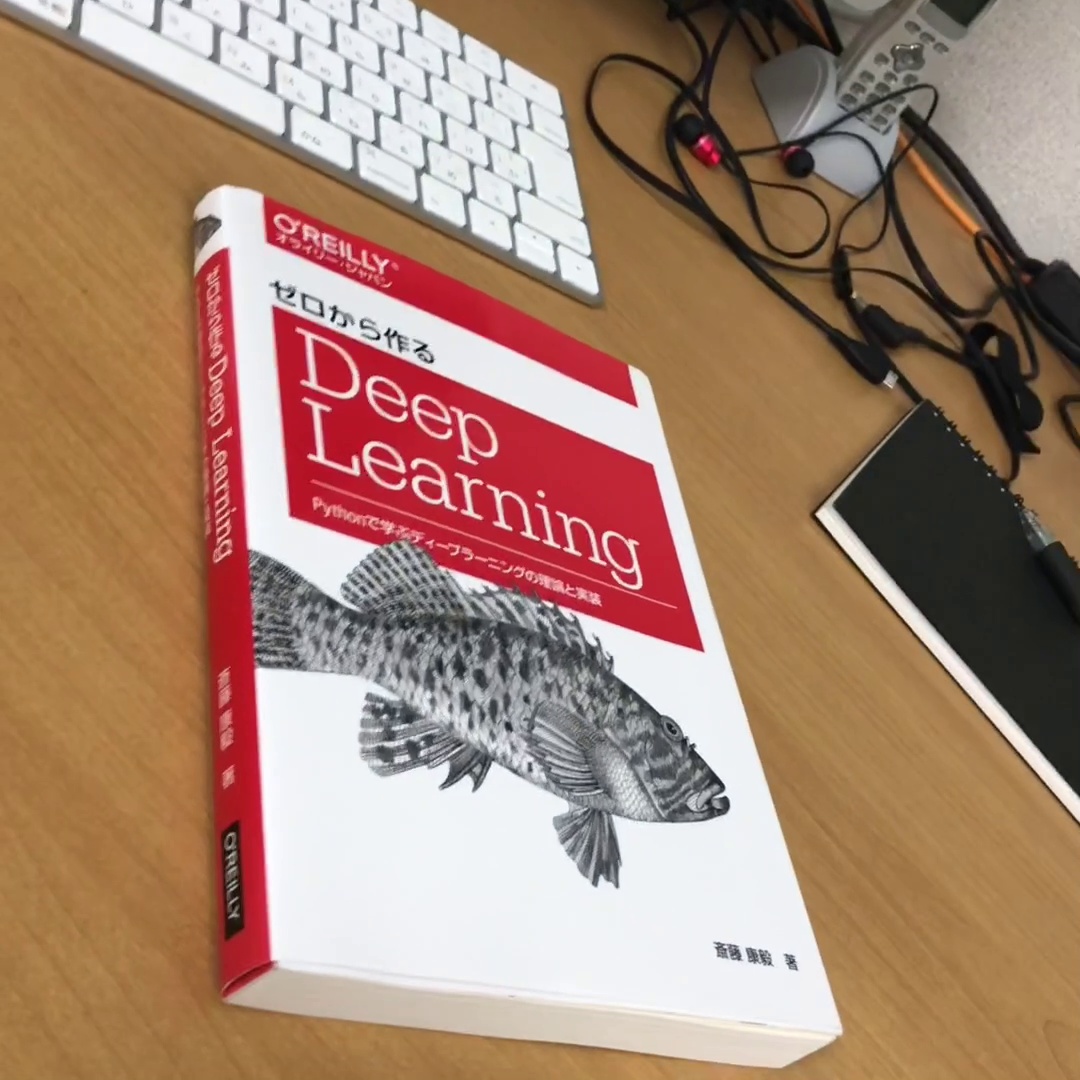 O'REILLY®
オライリー・ジャパン
ゼロから作る
Deep
Learning
Pythonで学ぶディープラーニングの理論と実装
斎藤 康毅 著
ゼロから作る Deep Learning
斎藤 康毅 著
O'REILLY
かな